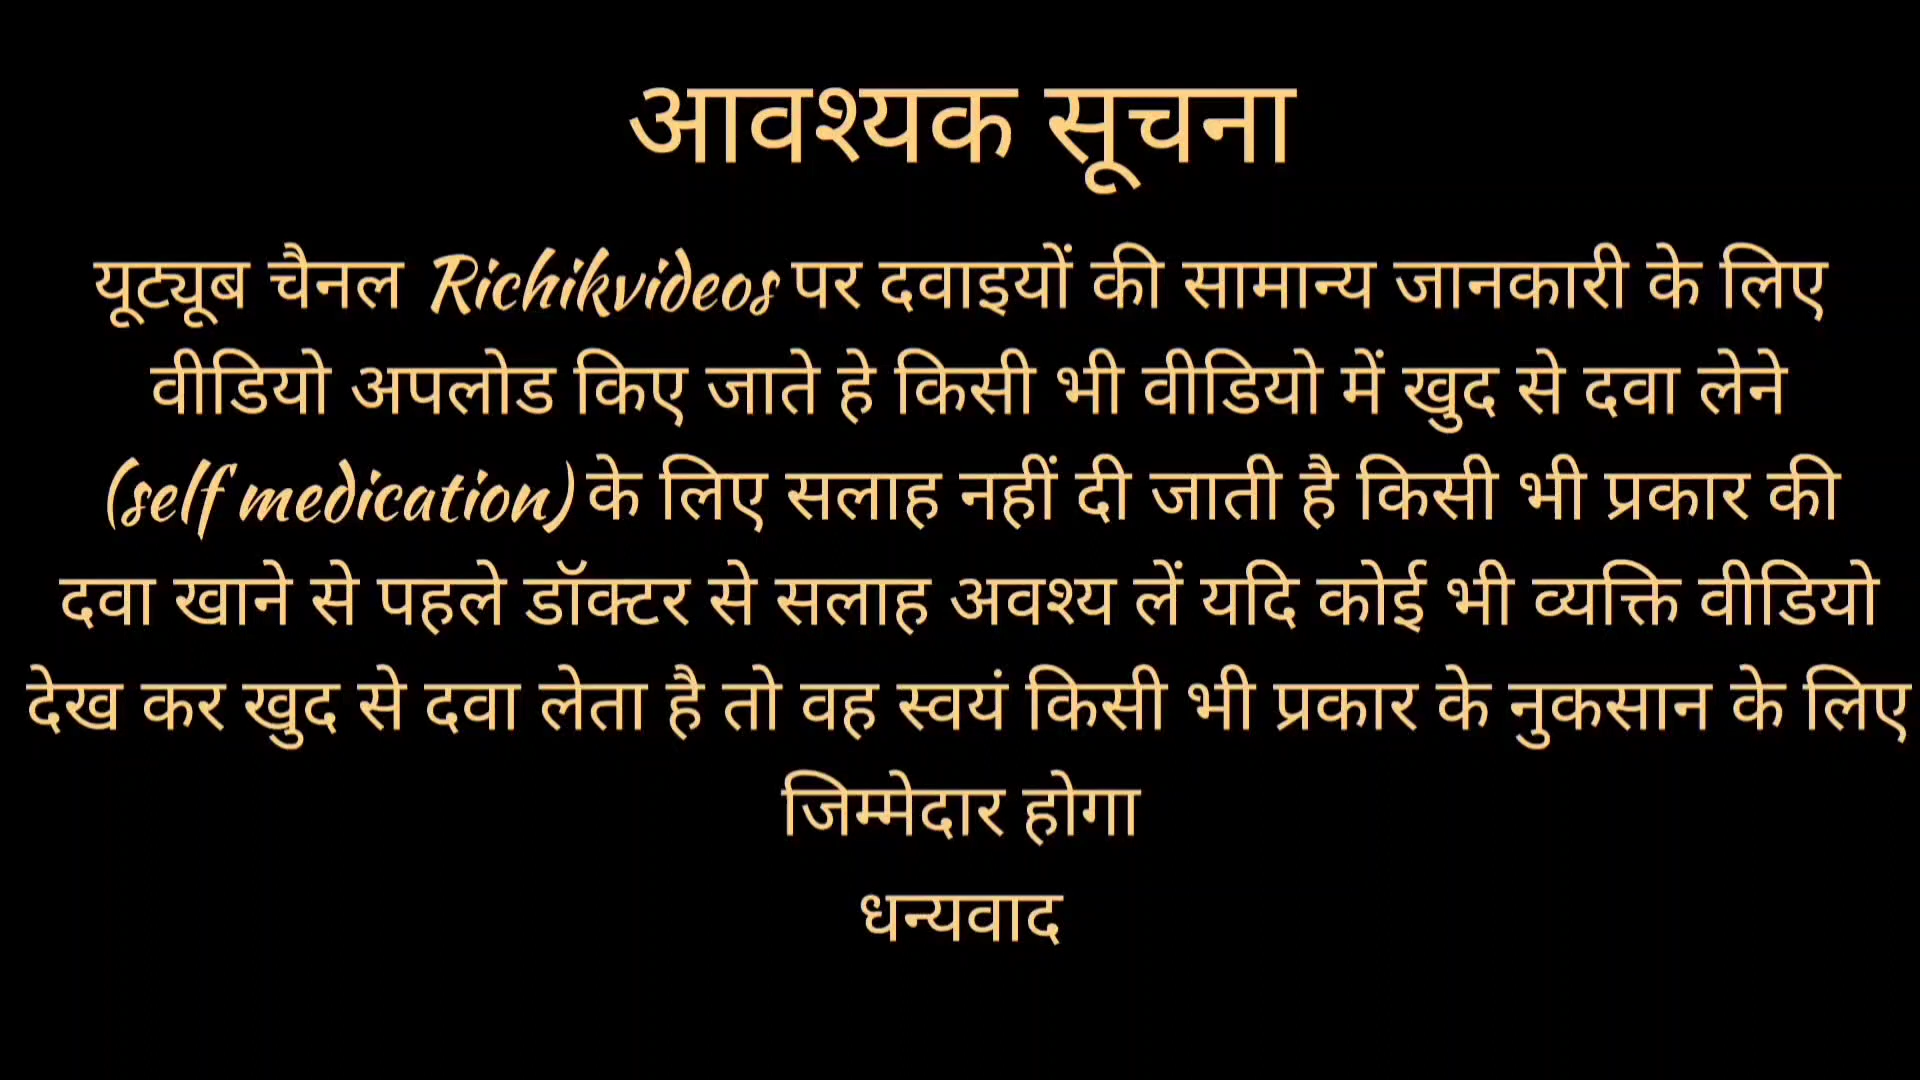 आवश्यक सूचना
यूट्यूब चैनल Richikvideos पर दवाइयों की सामान्य जानकारी के लिए
वीडियो अपलोड किए जाते हे किसी भी वीडियो में खुद से दवा लेने
(self medication) के लिए सलाह नहीं दी जाती है किसी भी प्रकार की
दवा खाने से पहले डॉक्टर से सलाह अवश्य लें यदि कोई भी व्यक्ति वीडियो
देख कर खुद से दवा लेता है तो वह स्वयं किसी भी प्रकार के नुकसान के लिए
जिम्मेदार होगा
धन्यवाद